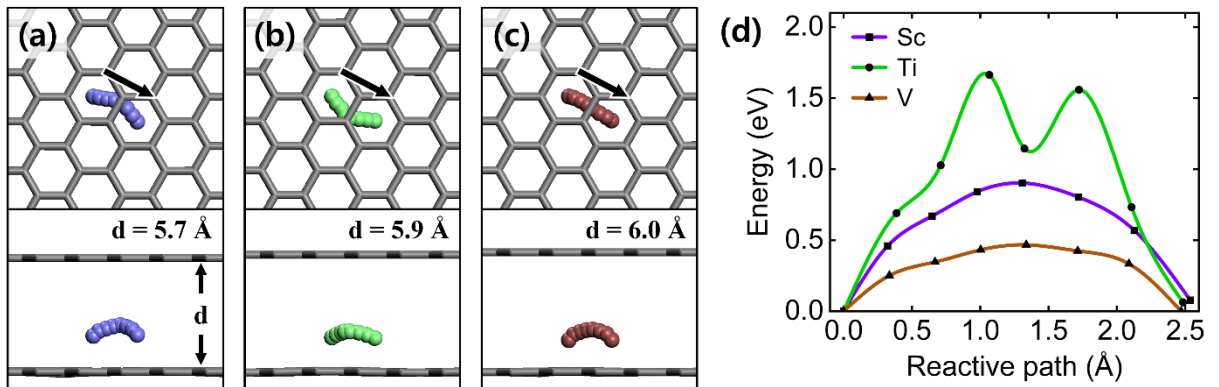 (a)
(b)
(c)
(d)
d = 5.7 Å
d = 5.9 Å
d = 6.0 Å
d
Sc
Ti
V
Energy (eV)
2.0
1.5
1.0
0.5
0.0
0.0 0.5 1.0 1.5 2.0 2.5
Reactive path (Å)